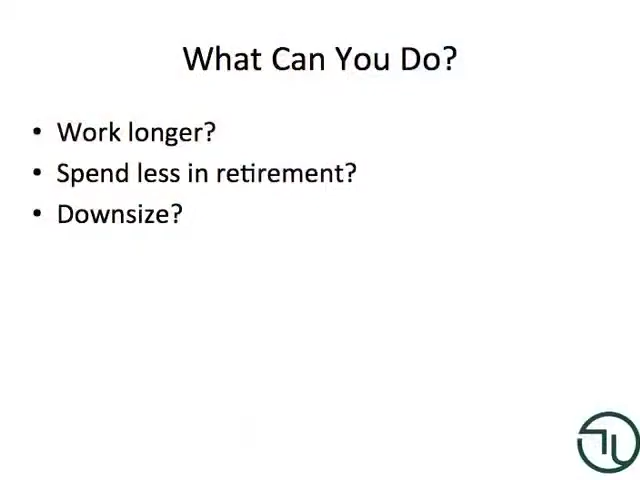 What Can You Do?
• Work longer?
• Spend less in retirement?
• Downsize?